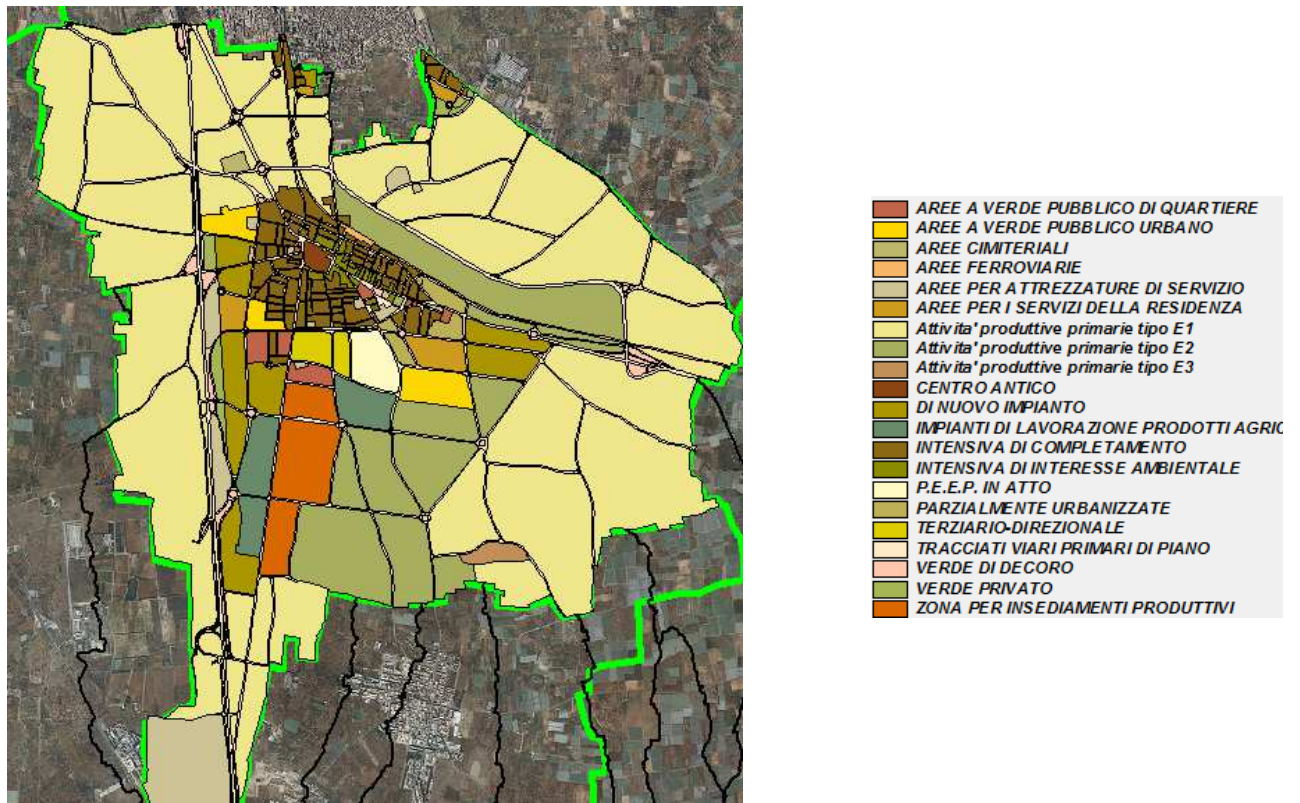 AREE A VERDE PUBBLICO DI QUARTIERE
AREE A VERDE PUBBLICO URBANO
AREE CIMITERIALI
AREE FERROVIARIE
AREE PER ATTREZZATURE DI SERVIZIO
AREE PER I SERVIZI DELLA RESIDENZA
Attivita' produttive primarie tipo E1
Attivita' produttive primarie tipo E2
Attivita' produttive primarie tipo E3
CENTRO ANTICO
DI NUOVO IMPIANTO
IMPIANTI DI LAVORAZIONE PRODOTTI AGRIC
INTENSIVA DI COMPLETAMENTO
INTENSIVA DI INTERESSE AMBIENTALE
P.E.E.P. IN ATTO
PARZIALMENTE URBANIZZATE
TERZIARIO-DIREZIONALE
TRACCIATI VIARI PRIMARI DI PIANO
VERDE DI DECORO
VERDE PRIVATO
ZONA PER INSEDIAMENTI PRODUTTIVI